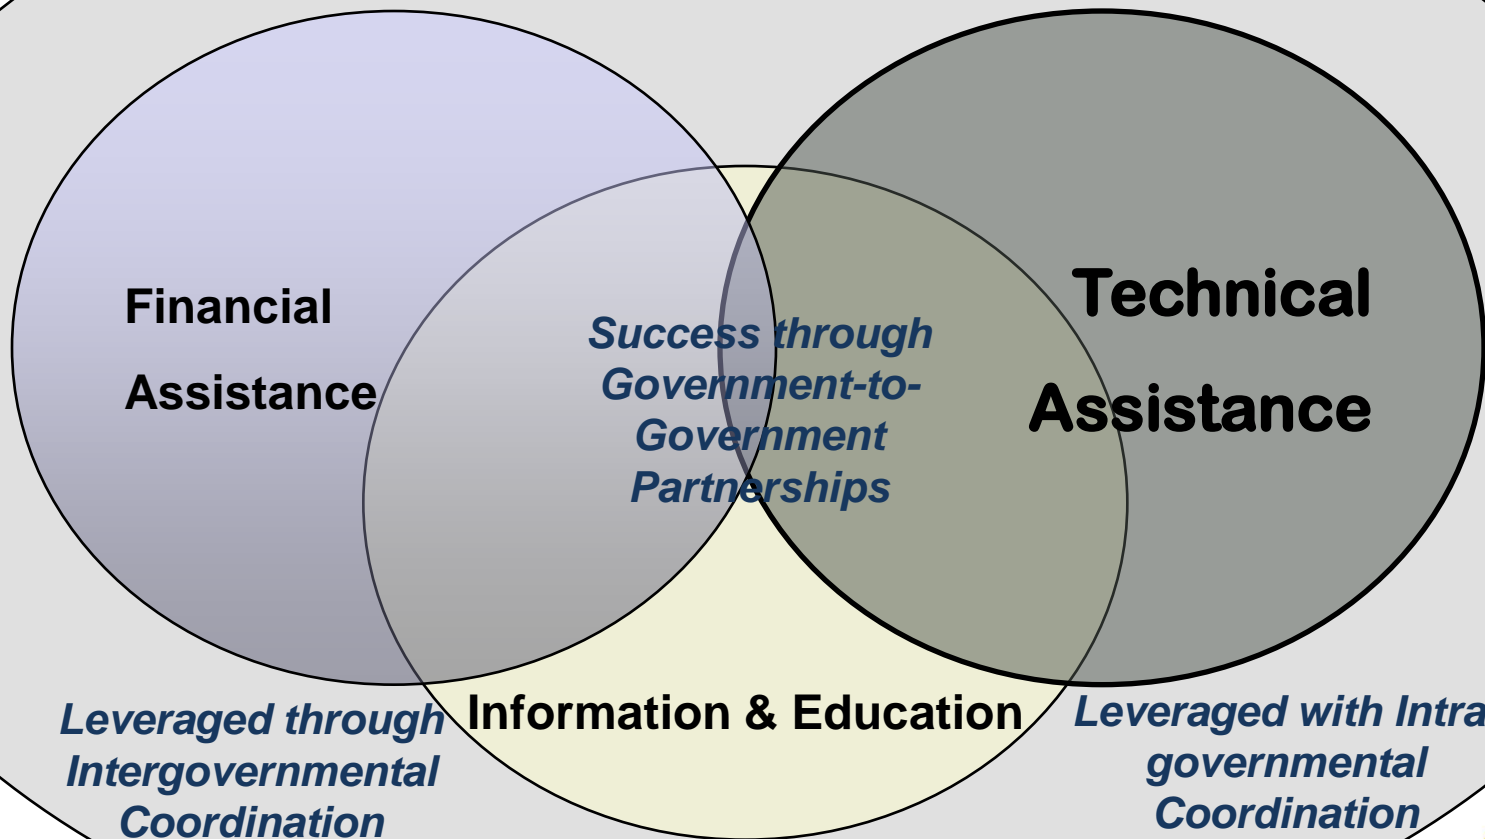 Financial
Assistance
Technical
Assistance
Success through
Government-to-
Government
Partnerships
Information & Education
Leveraged through
Intergovernmental
Coordination
Leveraged with Intra
governmental
Coordination